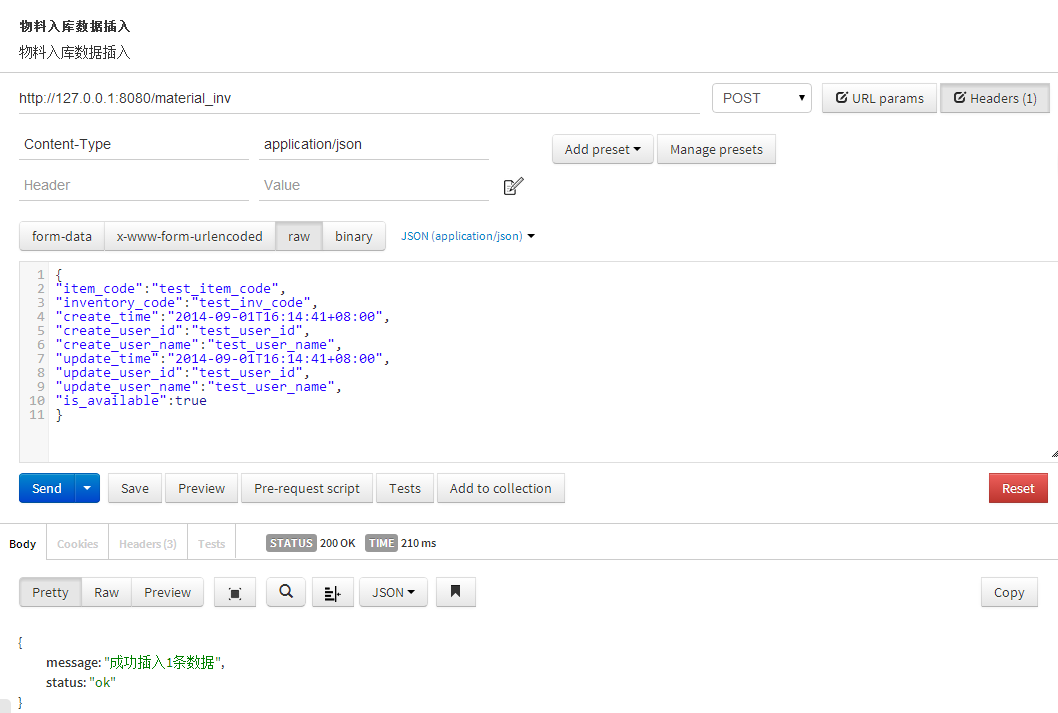 物料入库数据插入
物料入库数据插入
http://127.0.0.1:8080/material_inv POST URL params Headers (1)
Content-Type application/json Add preset Manage presets
Header Value
form-data x-www-form-urlencoded raw binary JSON (application/json)
1 {
2 "item_code":"test_item_code",
3 "inventory_code":"test_inv_code",
4 "create_time":"2014-09-01T16:14:41+08:00",
5 "create_user_id":"test_user_id",
6 "create_user_name":"test_user_name",
7 "update_time":"2014-09-01T16:14:41+08:00",
8 "update_user_id":"test_user_id",
9 "update_user_name":"test_user_name",
10 "is_available":true
11 }
Send Save Preview Pre-request script Tests Add to collection Reset
Body Cookies Headers (3) Tests STATUS 200 OK TIME 210 ms
Pretty Raw Preview JSON Copy
{
message: "成功插入1条数据",
status: "ok"
}